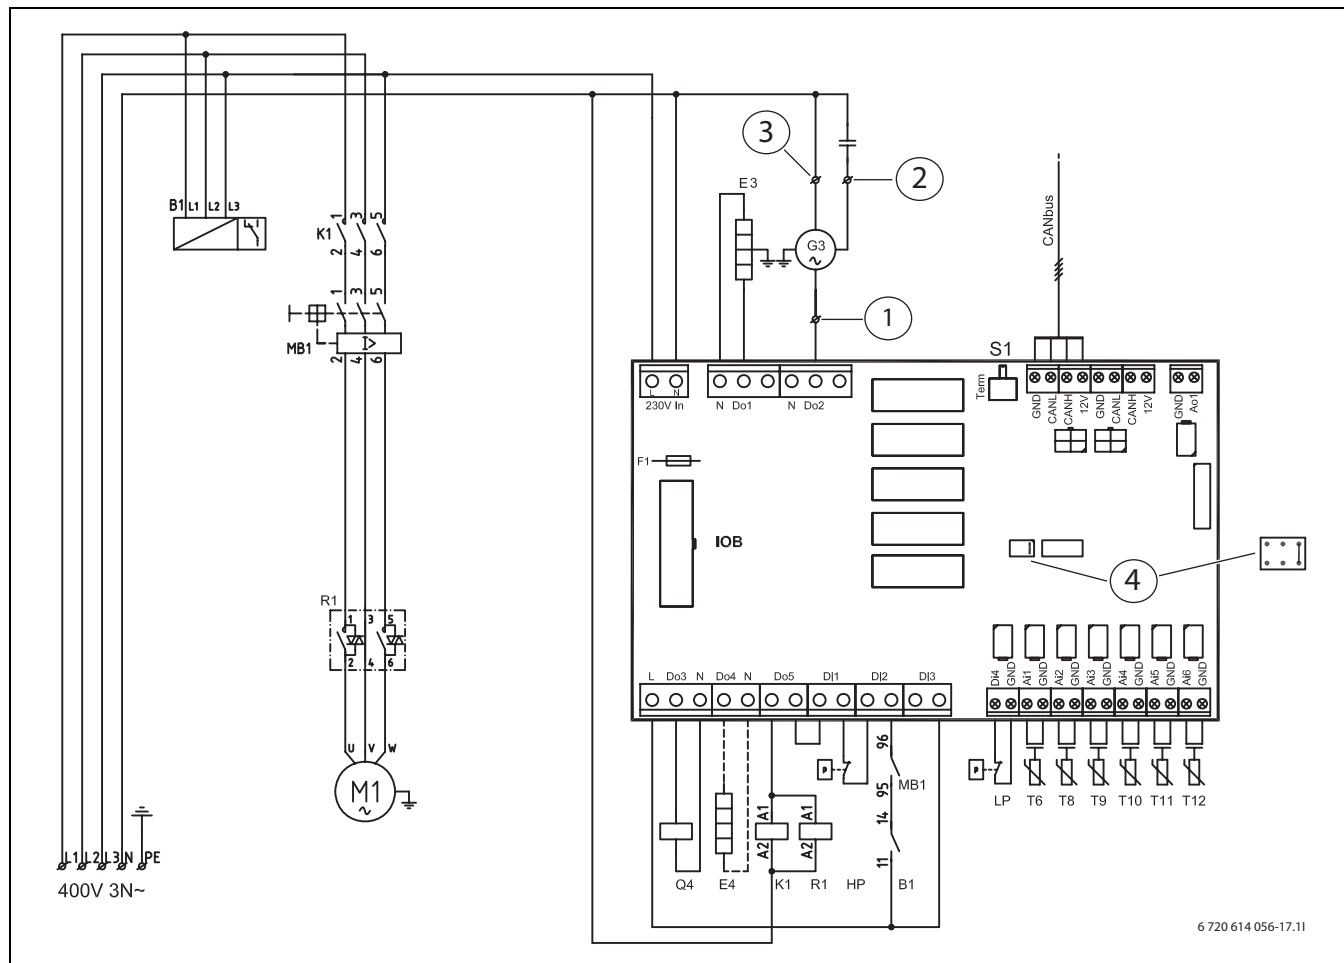 3
2
E3
CANbus
B1 L1 L2 L3
1 3 5
K1
2 4 6
G3
~
1 3 5
MB1
I>
2 4 6
1
S1
Term
L N
230V In
N Do1
N Do2
GND CANL CANH 12V GND CANL CANH 12V
GND Ao1
F1
IOB
4
R1
1 3 5
2 4 6
L Do3 N Do4 N Do5 DI1 DI2 DI3
Di4 GND Ai1 GND Ai2 GND Ai3 GND Ai4 GND Ai5 GND Ai6 GND
U V W
M1
~
96
P
MB1
95
P
LP T6 T8 T9 T10 T11 T12
A1 A1 14
A2 A2 11
L1 L2 L3 N PE
400V 3N~
Q4 E4 K1 R1 HP B1
6 720 614 056-17.1I